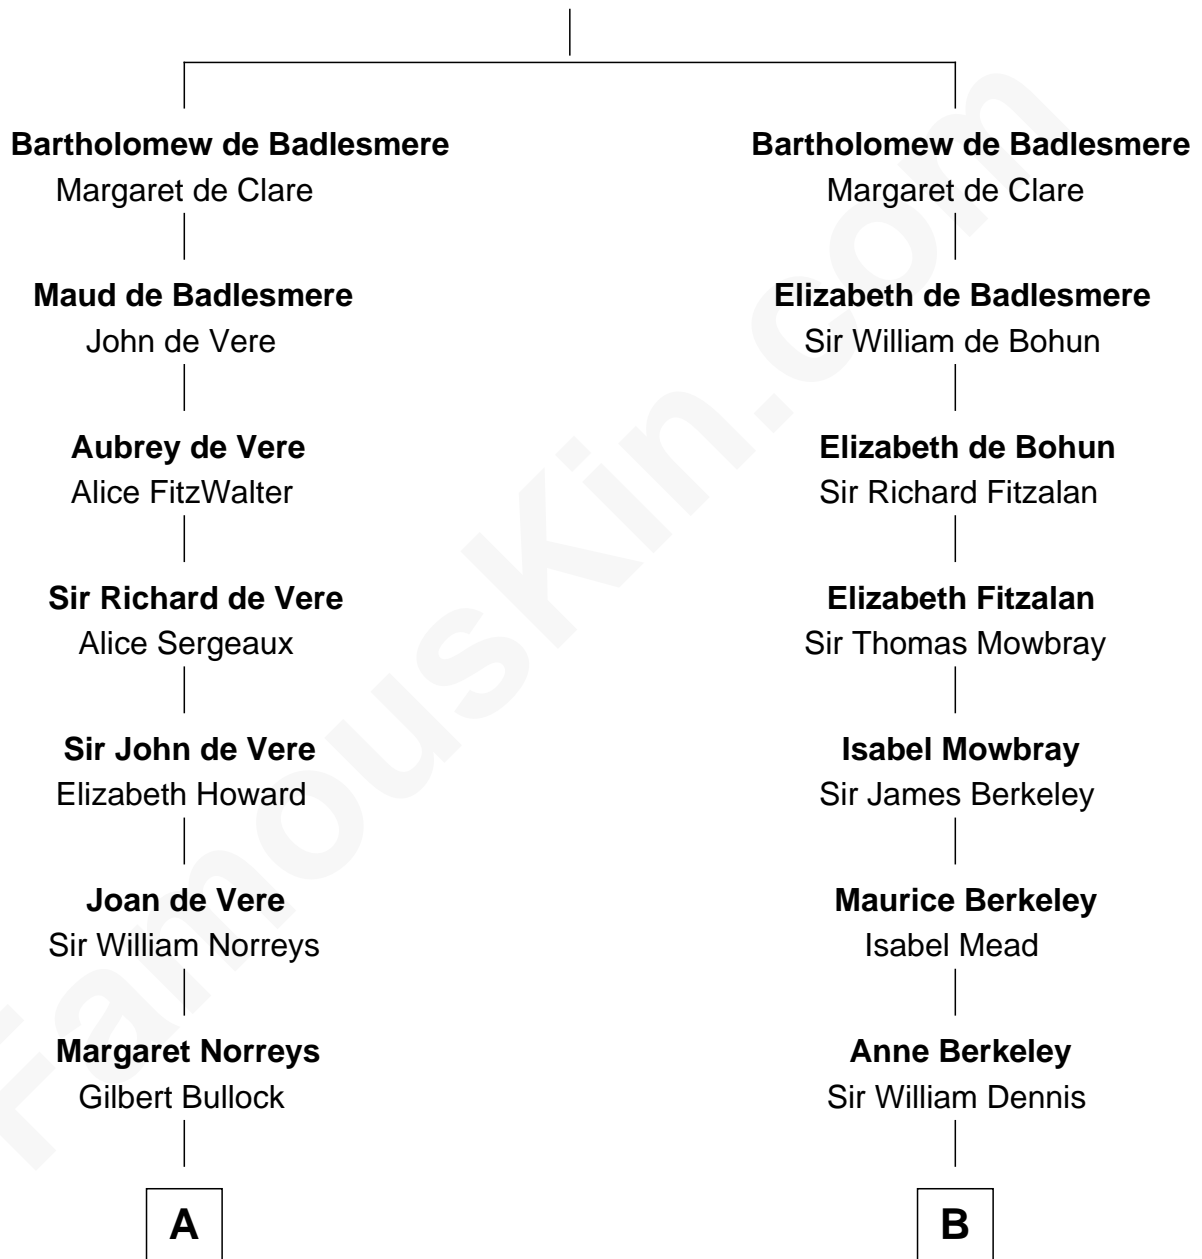 Bartholomew de Badlesmere
Margaret de Clare
Maud de Badlesmere
John de Vere
Aubrey de Vere
Alice FitzWalter
Sir Richard de Vere
Alice Sergeaux
Sir John de Vere
Elizabeth Howard
Joan de Vere
Sir William Norreys
Margaret Norreys
Gilbert Bullock
A
Bartholomew de Badlesmere
Margaret de Clare
Elizabeth de Badlesmere
Sir William de Bohun
Elizabeth de Bohun
Sir Richard Fitzalan
Elizabeth Fitzalan
Sir Thomas Mowbray
Isabel Mowbray
Sir James Berkeley
Maurice Berkeley
Isabel Mead
Anne Berkeley
Sir William Dennis
B
FamousKin.com